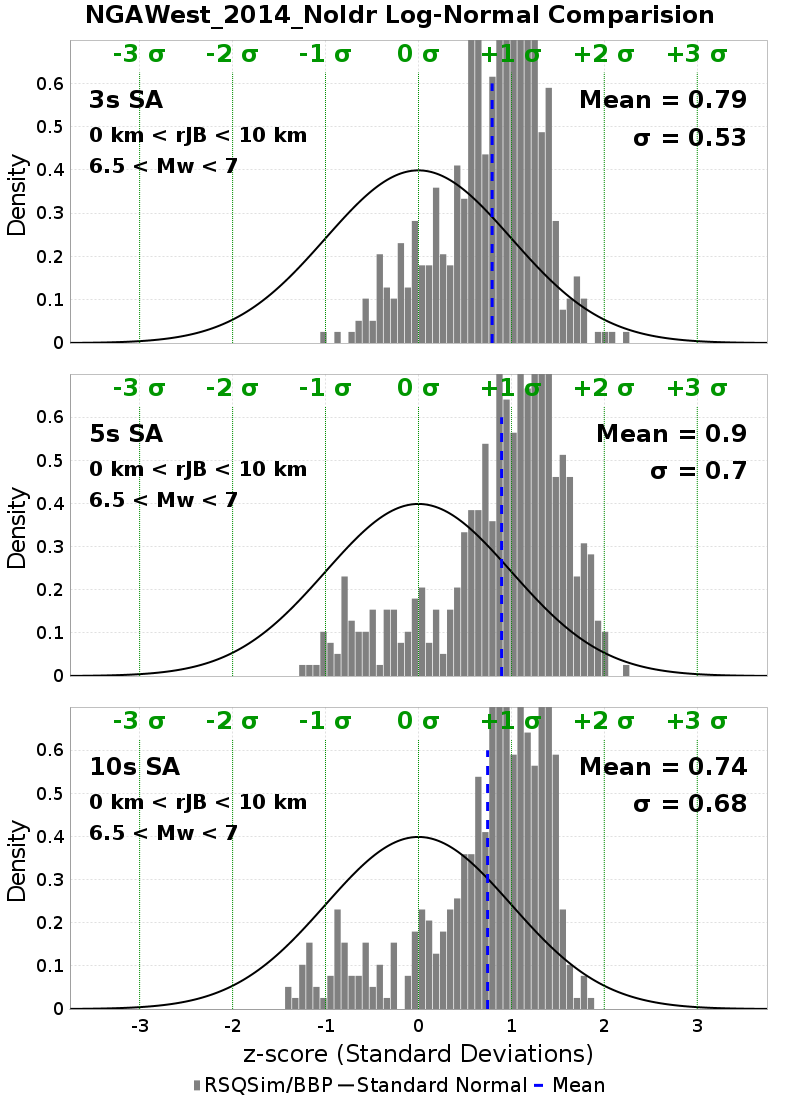 NGAWest_2014_NoIdr Log-Normal Comparision
-3 σ -2 σ -1 σ 0 σ +1 σ +2 σ +3 σ
0.6
0.5
0.4
0.3
0.2
0.1
0
Density
3s SA
0 km < rJB < 10 km
6.5 < Mw < 7
Mean = 0.79
σ = 0.53
-3 σ -2 σ -1 σ 0 σ +1 σ +2 σ +3 σ
0.6
0.5
0.4
0.3
0.2
0.1
0
Density
5s SA
0 km < rJB < 10 km
6.5 < Mw < 7
Mean = 0.9
σ = 0.7
-3 σ -2 σ -1 σ 0 σ +1 σ +2 σ +3 σ
0.6
0.5
0.4
0.3
0.2
0.1
0
Density
10s SA
0 km < rJB < 10 km
6.5 < Mw < 7
Mean = 0.74
σ = 0.68
-3 -2 -1 0 1 2 3
z-score (Standard Deviations)
RSQSim/BBP Standard Normal Mean